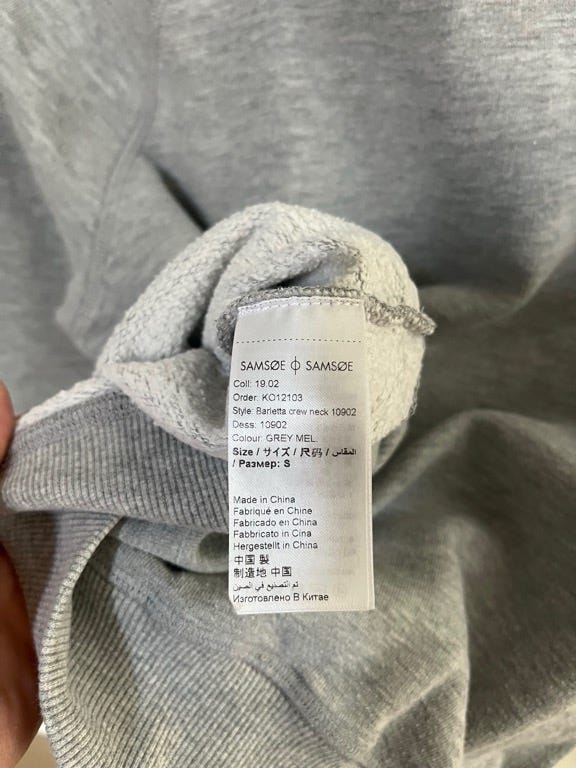 SAMSØE ϕ SAMSØE
Coll: 19.02
Order: KO12103
Style: Barletta crew neck 10902
Dess: 10902
Colour: GREY MEL.
Size / サイズ / 尺码 / المقاس
/ Размер: S
Made in China
Fabriqué en Chine
Fabricado en China
Fabbricato in Cina
Hergestellt in China
中国 製
制造地 中国
تم التصنيع في الصين
Изготовлено В Китае